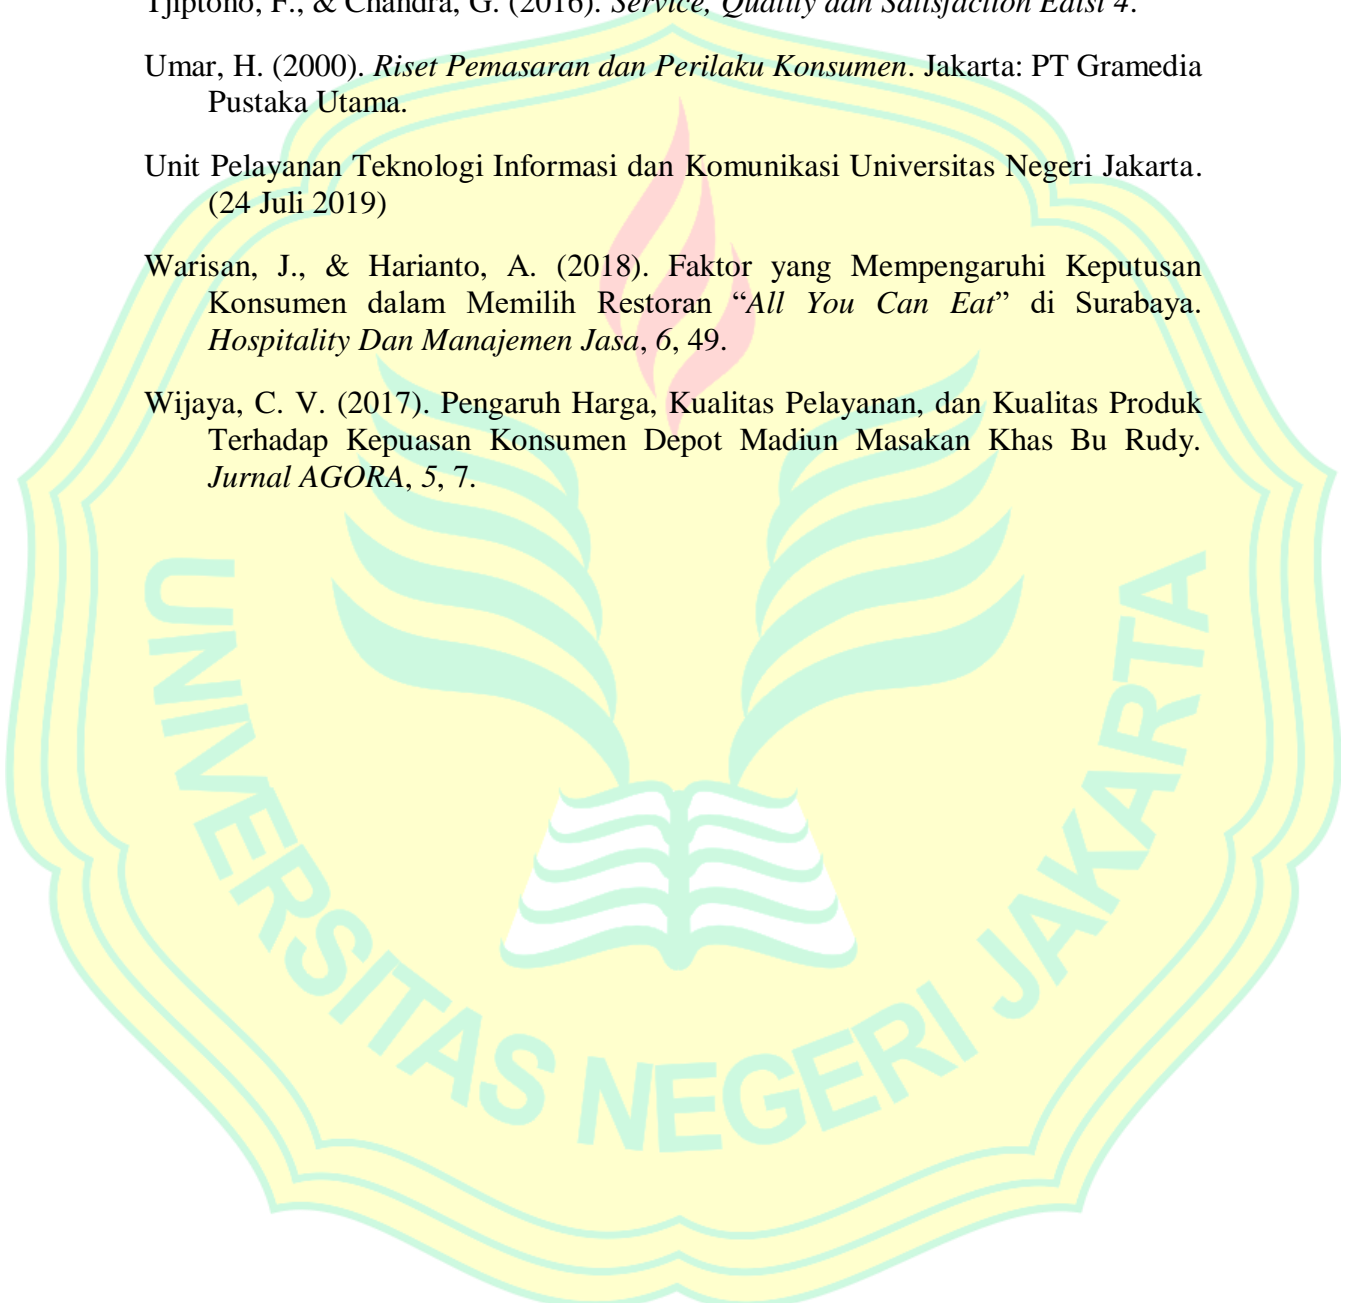 Tjiptono, F., & Chandra, G. (2016). Service, Quality dan Satisfaction Edisi 4.
Umar, H. (2000). Riset Pemasaran dan Perilaku Konsumen. Jakarta: PT Gramedia
Pustaka Utama.
Unit Pelayanan Teknologi Informasi dan Komunikasi Universitas Negeri Jakarta.
(24 Juli 2019)
Warisan, J., & Harianto, A. (2018). Faktor yang Mempengaruhi Keputusan
Konsumen dalam Memilih Restoran “All You Can Eat” di Surabaya.
Hospitality Dan Manajemen Jasa, 6, 49.
Wijaya, C. V. (2017). Pengaruh Harga, Kualitas Pelayanan, dan Kualitas Produk
Terhadap Kepuasan Konsumen Depot Madiun Masakan Khas Bu Rudy.
Jurnal AGORA, 5, 7.
UNIVERSITAS NEGERI JAKARTA